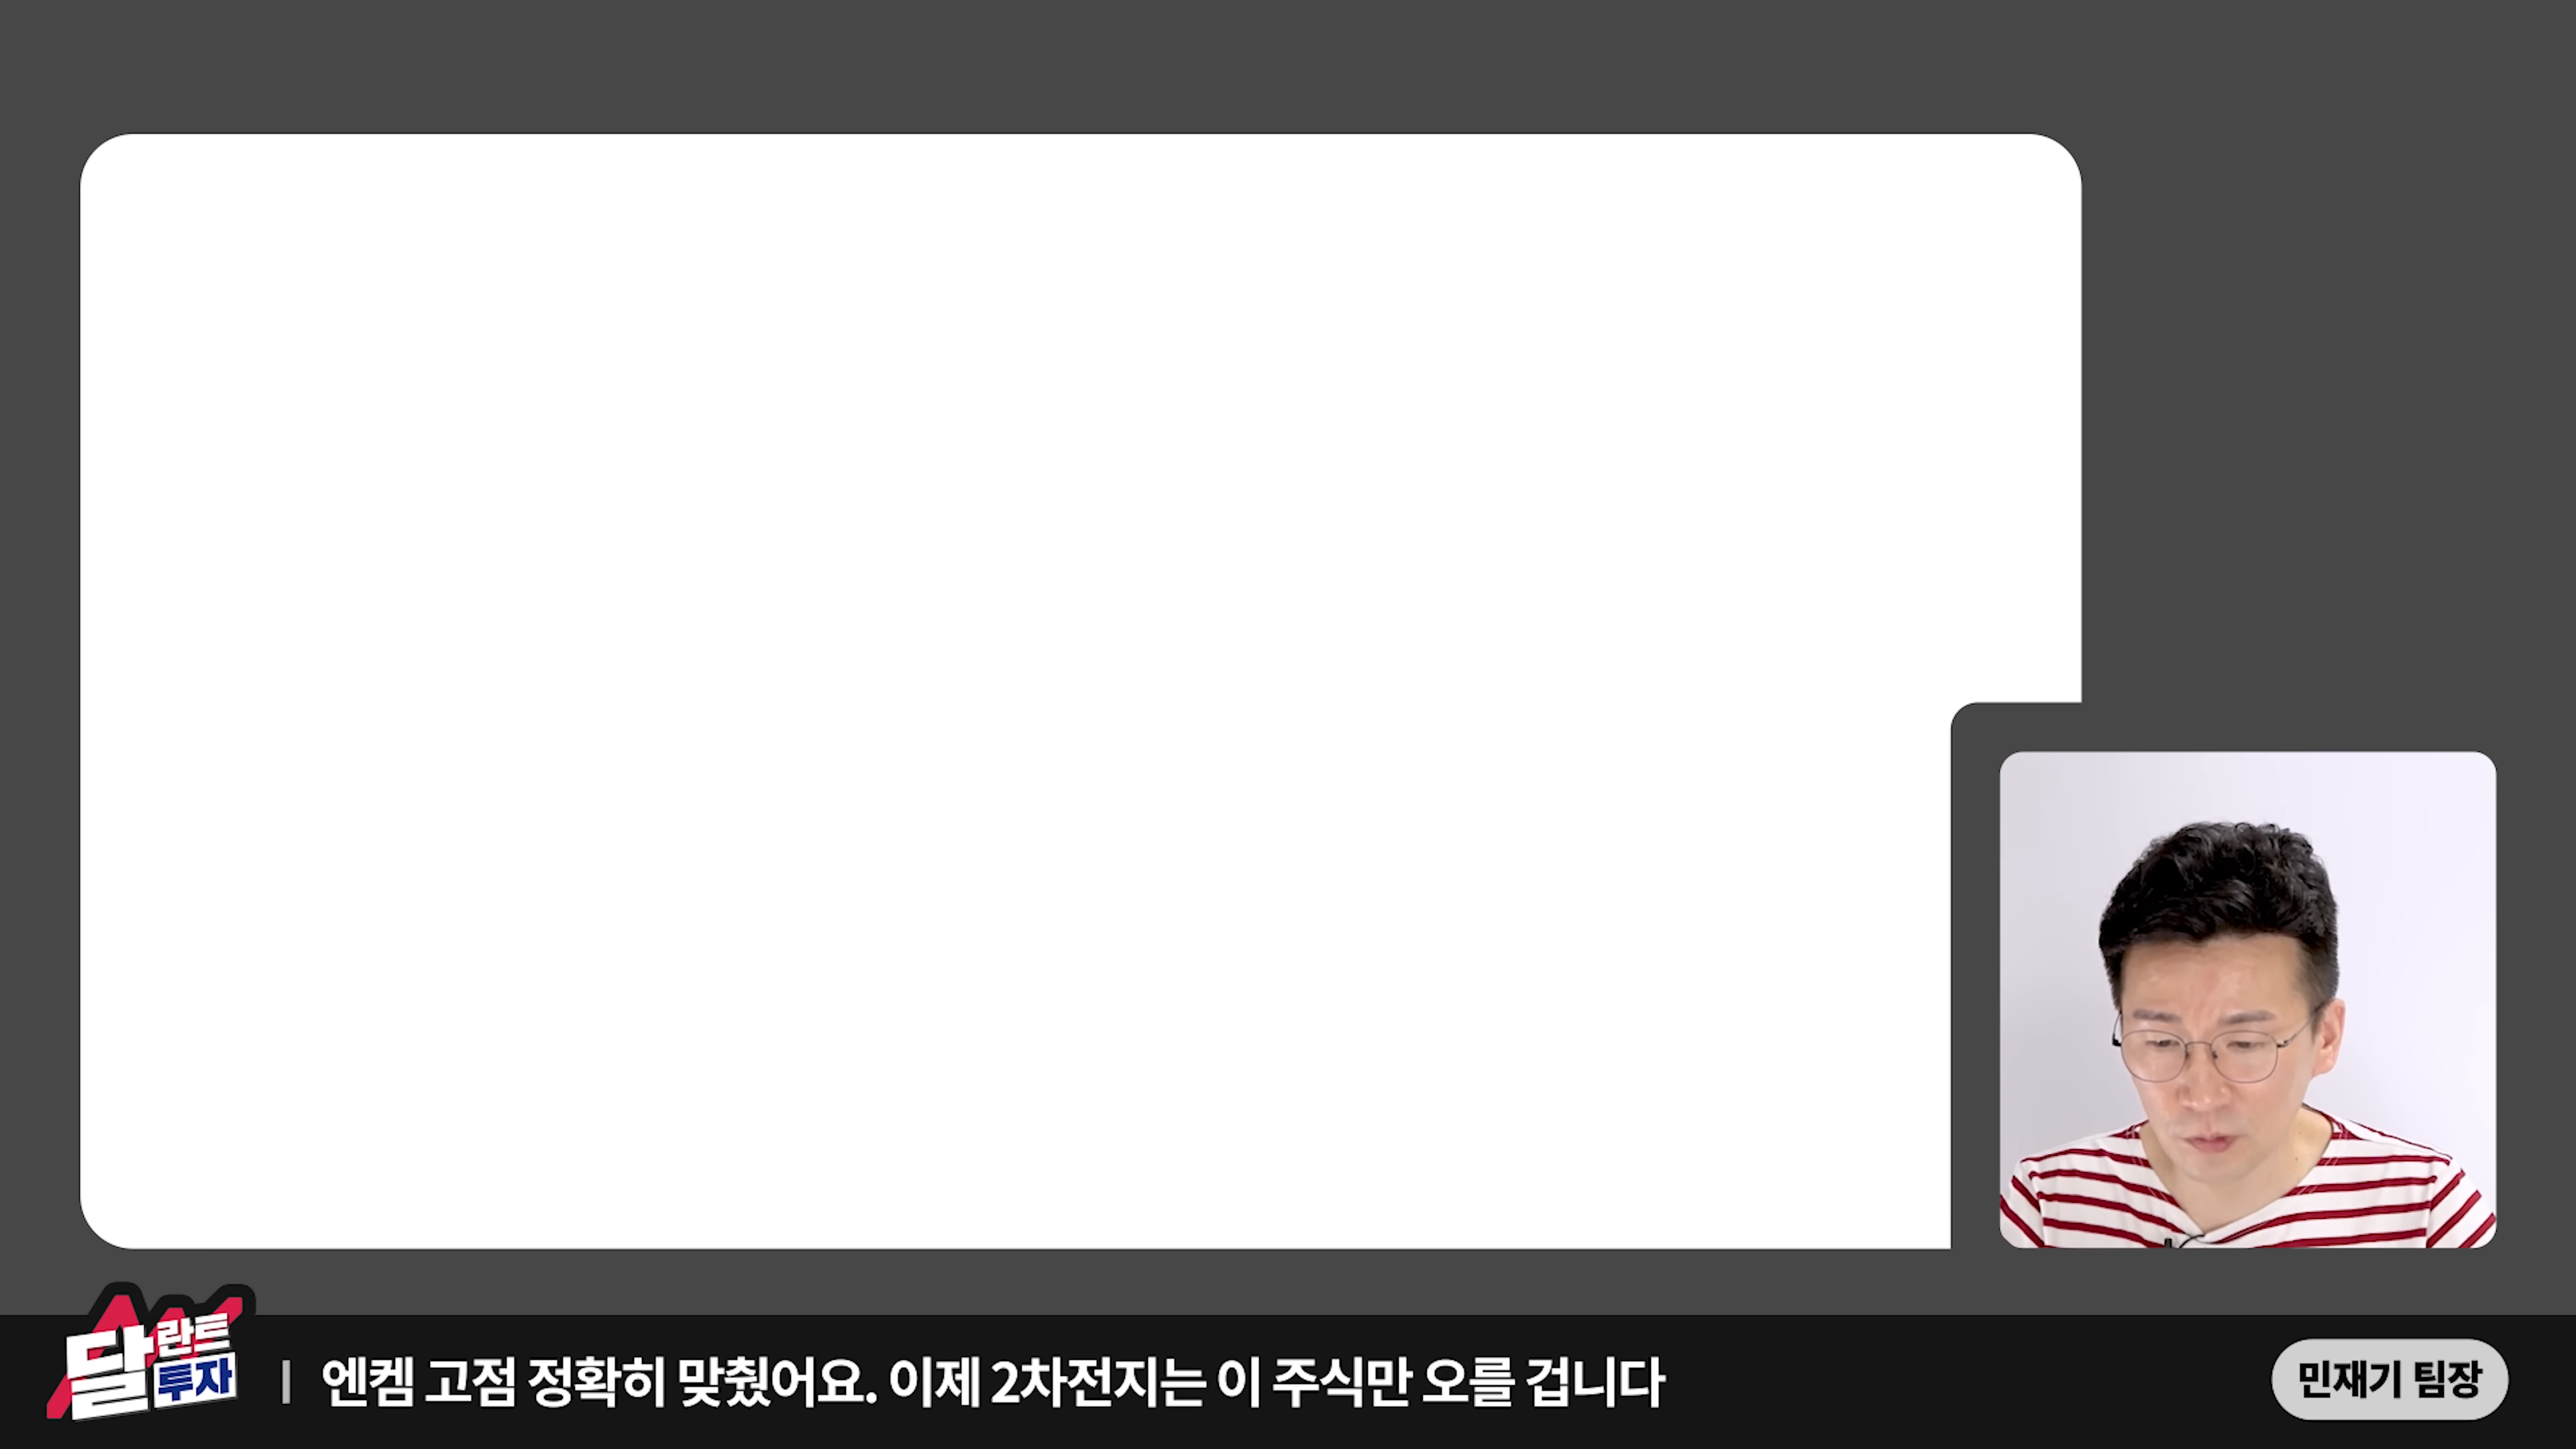 달란트
투자
엔켐 고점 정확히 맞췄어요. 이제 2차전지는 이 주식만 오를 겁니다
민재기 팀장